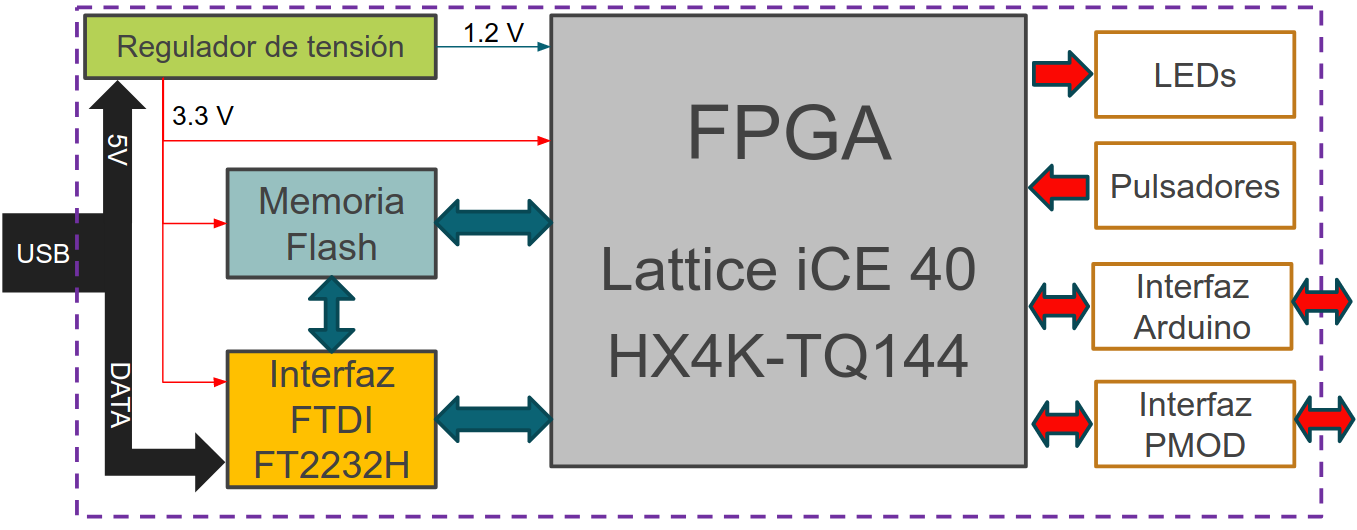 Regulador de tensión
1.2 V
3.3 V
5V
USB
DATA
Memoria
Flash
Interfaz
FTDI
FT2232H
FPGA
Lattice iCE 40
HX4K-TQ144
LEDs
Pulsadores
Interfaz
Arduino
Interfaz
PMOD